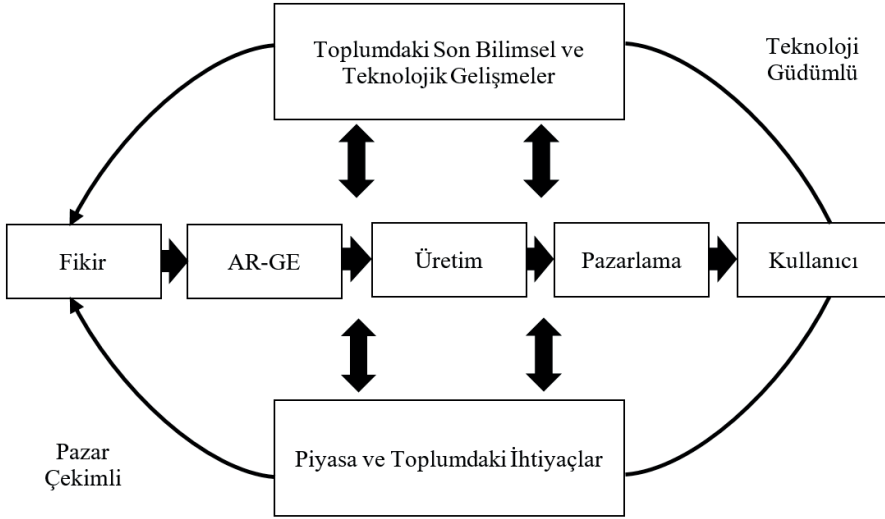 Toplumdaki Son Bilimsel ve
Teknolojik Gelişmeler
Teknoloji
Güdümlü
Fikir
AR-GE
Üretim
Pazarlama
Kullanıcı
Piyasa ve Toplumdaki İhtiyaçlar
Pazar
Çekimli